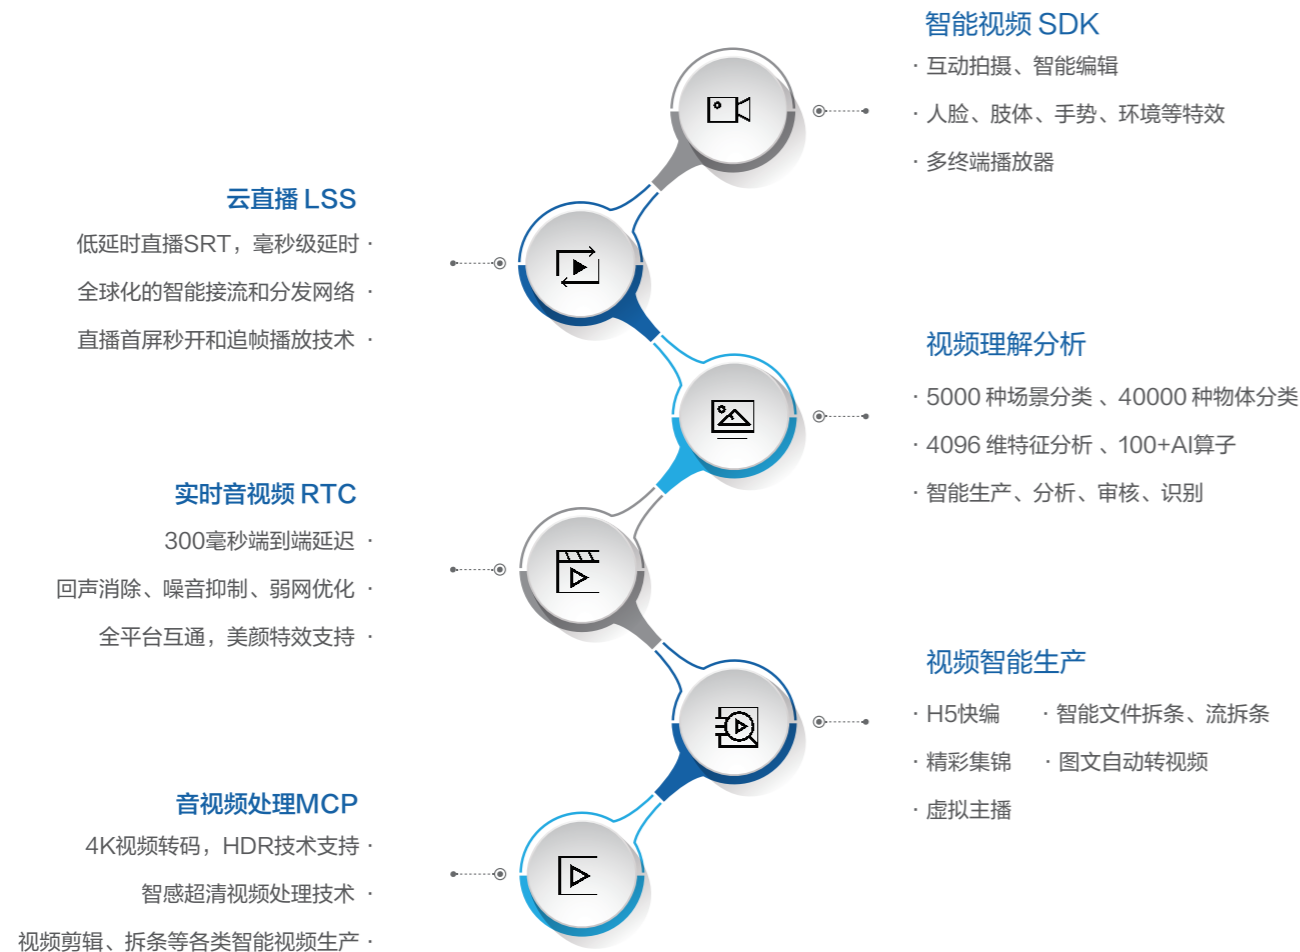 智能视频 SDK
· 互动拍摄、智能编辑
· 人脸、肢体、手势、环境等特效
· 多终端播放器
云直播 LSS
低延时直播SRT，毫秒级延时 ·
全球化的智能接流和分发网络 ·
直播首屏秒开和追帧播放技术 ·
视频理解分析
· 5000 种场景分类 、40000 种物体分类
· 4096 维特征分析 、100+AI算子
· 智能生产、分析、审核、识别
实时音视频 RTC
300毫秒端到端延迟 ·
回声消除、噪音抑制、弱网优化 ·
全平台互通，美颜特效支持 ·
视频智能生产
· H5快编 · 智能文件拆条、流拆条
· 精彩集锦 · 图文自动转视频
· 虚拟主播
音视频处理MCP
4K视频转码，HDR技术支持 ·
智感超清视频处理技术 ·
视频剪辑、拆条等各类智能视频生产 ·